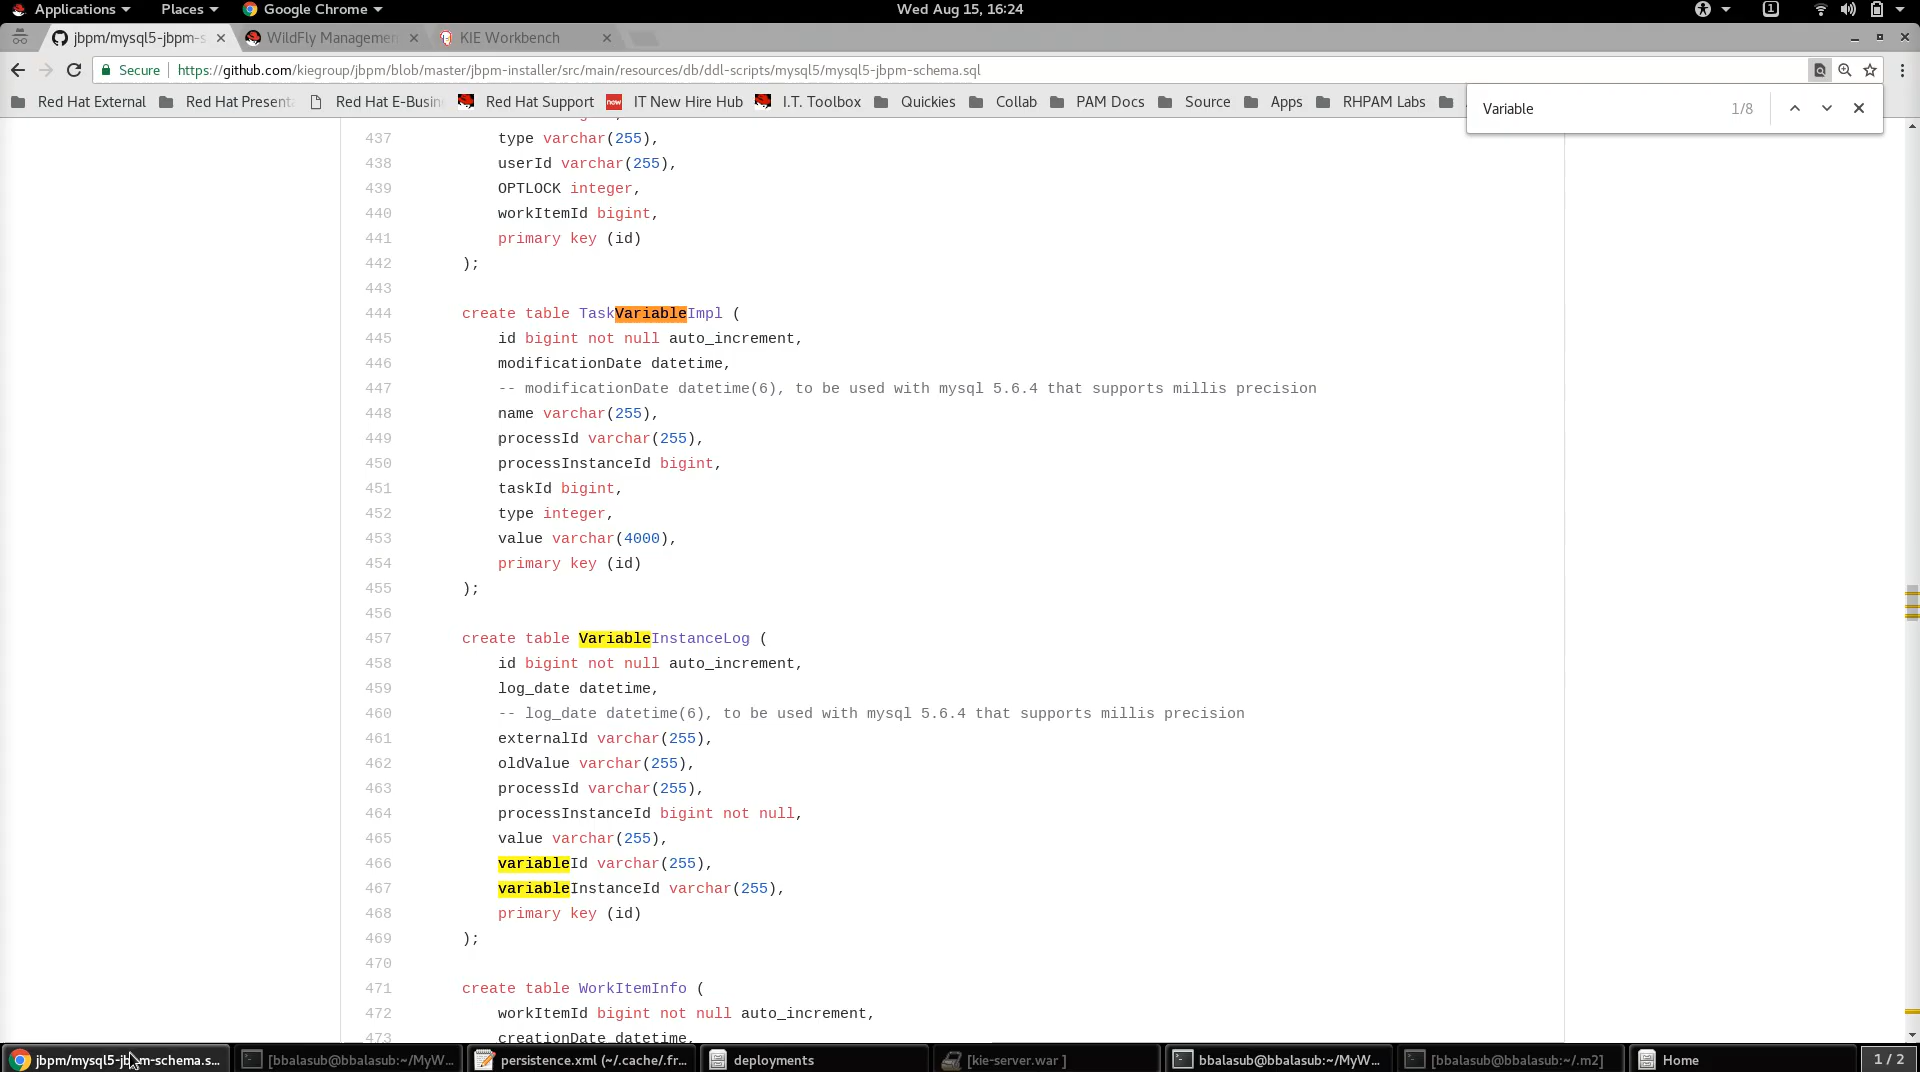 Applications Places Google Chrome Wed Aug 15, 16:24 1
jbpm/mysql5-jbpm-s WildFly Managemen KIE Workbench
Secure https://github.com/kiegroup/jbpm/blob/master/jbpm-installer/src/main/resources/db/ddl-scripts/mysql5/mysql5-jbpm-schema.sql
Red Hat External Red Hat Present Red Hat E-Busin Red Hat Support now IT New Hire Hub I.T. Toolbox Quickies Collab PAM Docs Source Apps RHPAM Labs
Variable 1/8
437 type varchar(255),
438 userId varchar(255),
439 OPTLOCK integer,
440 workItemId bigint,
441 primary key (id)
442 );
443
444 create table TaskVariableImpl (
445 id bigint not null auto_increment,
446 modificationDate datetime,
447 -- modificationDate datetime(6), to be used with mysql 5.6.4 that supports millis precision
448 name varchar(255),
449 processId varchar(255),
450 processInstanceId bigint,
451 taskId bigint,
452 type integer,
453 value varchar(4000),
454 primary key (id)
455 );
456
457 create table VariableInstanceLog (
458 id bigint not null auto_increment,
459 log_date datetime,
460 -- log_date datetime(6), to be used with mysql 5.6.4 that supports millis precision
461 externalId varchar(255),
462 oldValue varchar(255),
463 processId varchar(255),
464 processInstanceId bigint not null,
465 value varchar(255),
466 variableId varchar(255),
467 variableInstanceId varchar(255),
468 primary key (id)
469 );
470
471 create table WorkItemInfo (
472 workItemId bigint not null auto_increment,
473 creationDate datetime,
jbpm/mysql5-jbpm-schema.s... [bbalasub@bbalasub:~/MyW... persistence.xml (~/.cache/.fr... deployments [kie-server.war ] bbalasub@bbalasub:~/MyW... [bbalasub@bbalasub:~/.m2] Home 1 / 2